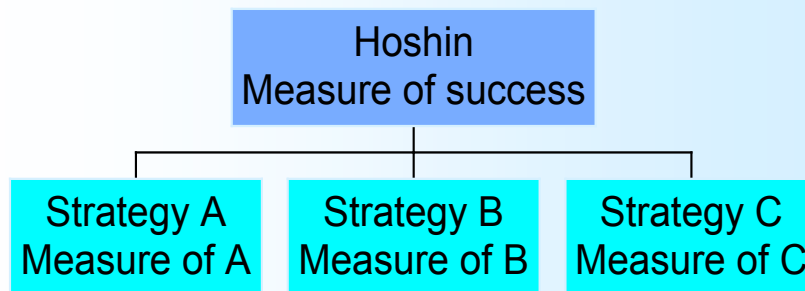 Hoshin
Measure of success
Strategy A
Measure of A
Strategy B
Measure of B
Strategy C
Measure of C